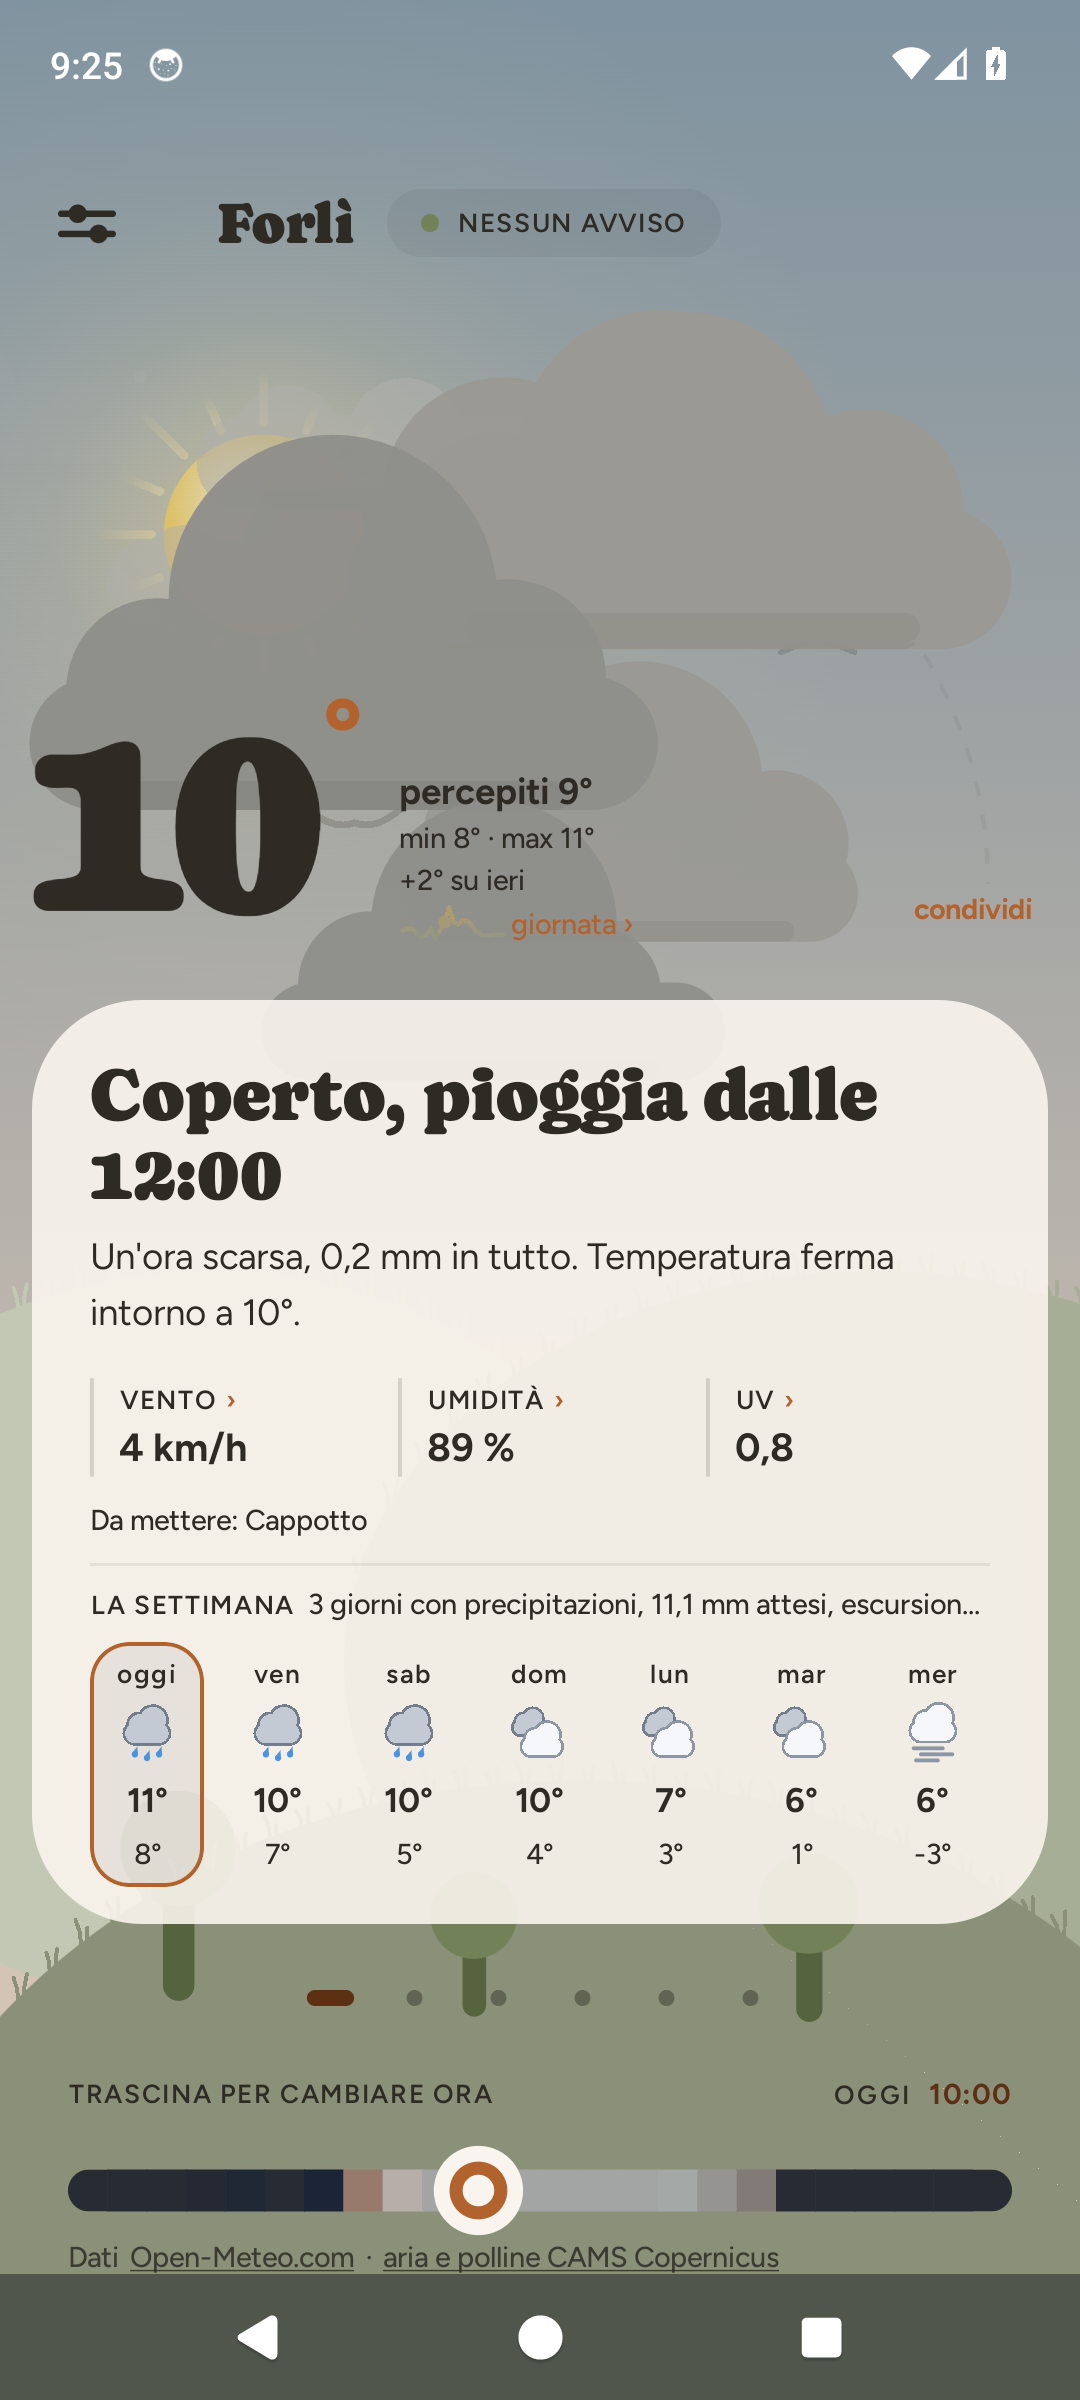 9:25
Forlì
NESSUN AVVISO
10°
percepiti 9°
min 8° · max 11°
+2° su ieri
giornata ›
condividi
Coperto, pioggia dalle
12:00
Un'ora scarsa, 0,2 mm in tutto. Temperatura ferma
intorno a 10°.
VENTO › UMIDITÀ › UV ›
4 km/h 89 % 0,8
Da mettere: Cappotto
LA SETTIMANA 3 giorni con precipitazioni, 11,1 mm attesi, escursion...
oggi ven sab dom lun mar mer
11° 10° 10° 10° 7° 6° 6°
8° 7° 5° 4° 3° 1° -3°
TRASCINA PER CAMBIARE ORA OGGI 10:00
Dati Open-Meteo.com · aria e polline CAMS Copernicus